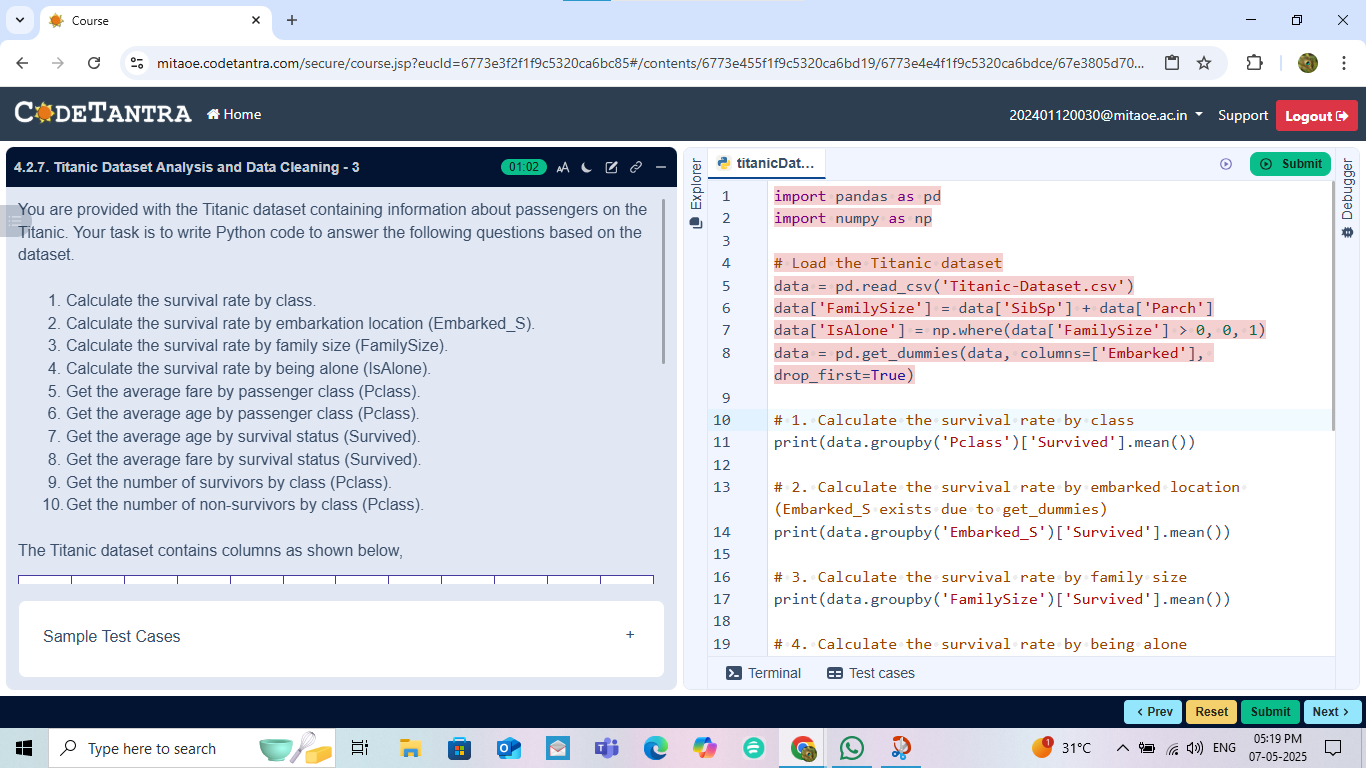 Course
mitaoe.codetantra.com/secure/course.jsp?eucId=6773e3f2f1f9c5320ca6bc85#/contents/6773e455f1f9c5320ca6bd19/6773e4e4f1f9c5320ca6bdce/67e3805d70...
CODETANTRA
Home
202401120030@mitaoe.ac.in
Support
Logout
4.2.7. Titanic Dataset Analysis and Data Cleaning - 3
01:02
AA
You are provided with the Titanic dataset containing information about passengers on the
Titanic. Your task is to write Python code to answer the following questions based on the
dataset.
1. Calculate the survival rate by class.
2. Calculate the survival rate by embarkation location (Embarked_S).
3. Calculate the survival rate by family size (FamilySize).
4. Calculate the survival rate by being alone (IsAlone).
5. Get the average fare by passenger class (Pclass).
6. Get the average age by passenger class (Pclass).
7. Get the average age by survival status (Survived).
8. Get the average fare by survival status (Survived).
9. Get the number of survivors by class (Pclass).
10. Get the number of non-survivors by class (Pclass).
The Titanic dataset contains columns as shown below,
Sample Test Cases
+
Explorer
titanicDat...
Submit
Debugger
1 import pandas as pd
2 import numpy as np
3
4 # Load the Titanic dataset
5 data = pd.read_csv('Titanic-Dataset.csv')
6 data['FamilySize'] = data['SibSp'] + data['Parch']
7 data['IsAlone'] = np.where(data['FamilySize'] > 0, 0, 1)
8 data = pd.get_dummies(data, columns=['Embarked'],
drop_first=True)
9
10 # 1. Calculate the survival rate by class
11 print(data.groupby('Pclass')['Survived'].mean())
12
13 # 2. Calculate the survival rate by embarked location
(Embarked_S exists due to get_dummies)
14 print(data.groupby('Embarked_S')['Survived'].mean())
15
16 # 3. Calculate the survival rate by family size
17 print(data.groupby('FamilySize')['Survived'].mean())
18
19 # 4. Calculate the survival rate by being alone
Terminal
Test cases
< Prev
Reset
Submit
Next >
Type here to search
1
31°C
ENG
05:19 PM
07-05-2025